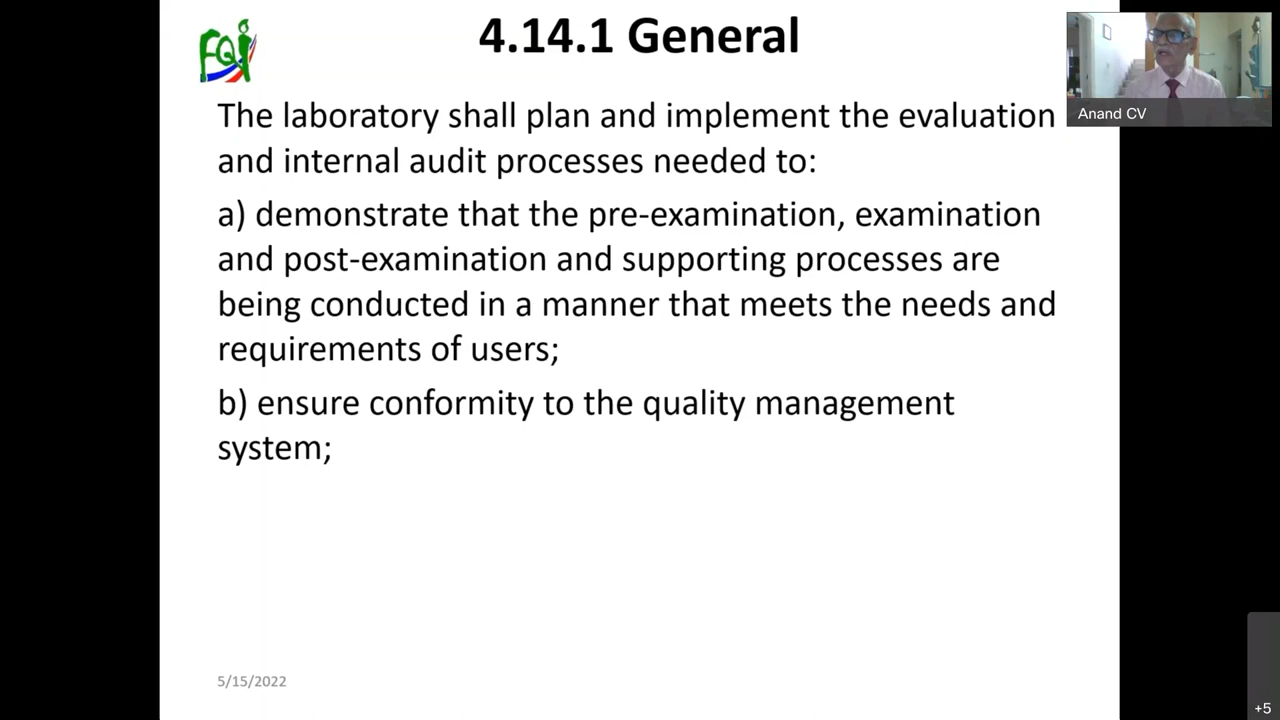 FQI
4.14.1 General
Anand CV
The laboratory shall plan and implement the evaluation
and internal audit processes needed to:
a) demonstrate that the pre-examination, examination
and post-examination and supporting processes are
being conducted in a manner that meets the needs and
requirements of users;
b) ensure conformity to the quality management
system;
5/15/2022
+5